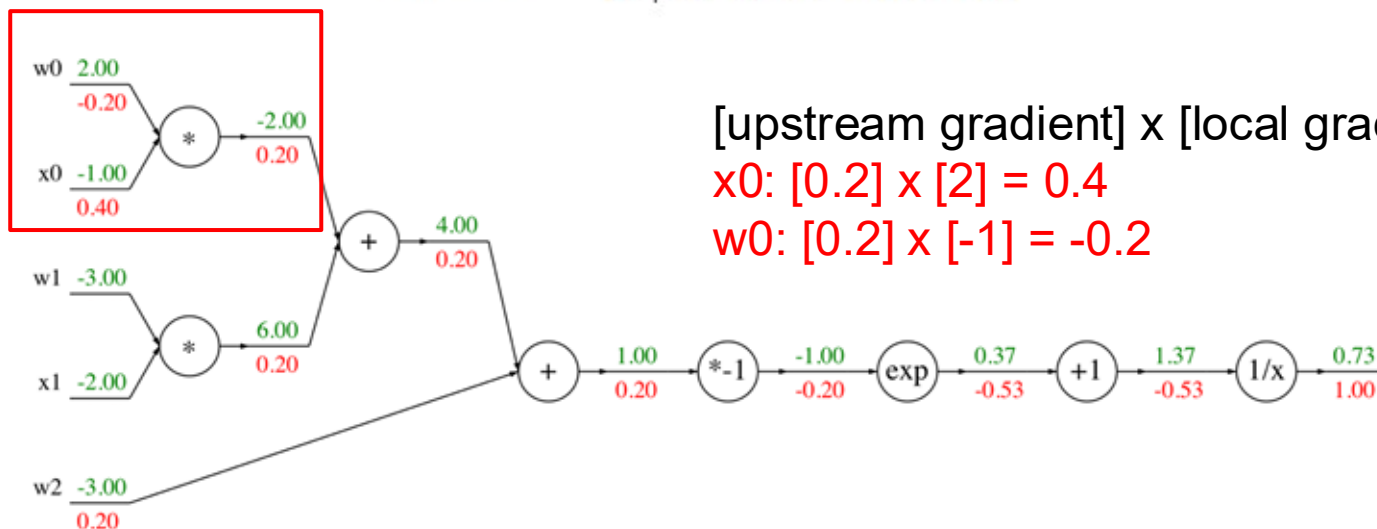 w0 2.00
-0.20
* -2.00
0.20
x0 -1.00
0.40
[upstream gradient] x [local
x0: [0.2] x [2] = 0.4
w0: [0.2] x [-1] = -0.2
+ 4.00
0.20
w1 -3.00
* 6.00
0.20
x1 -2.00
+ 1.00 *-1 -1.00 exp 0.37 +1 1.37 1/x 0.73
0.20 -0.20 -0.53 -0.53 1.00
w2 -3.00
0.20